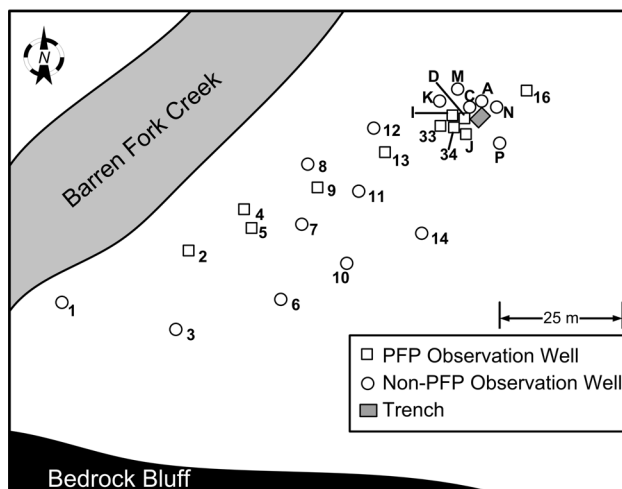 N
Barren Fork Creek
D
M
A
16
K
C
N
I
33
34
J
P
12
13
8
9
11
4
5
7
14
2
10
6
1
3
25 m
PFP Observation Well
Non-PFP Observation Well
Trench
Bedrock Bluff